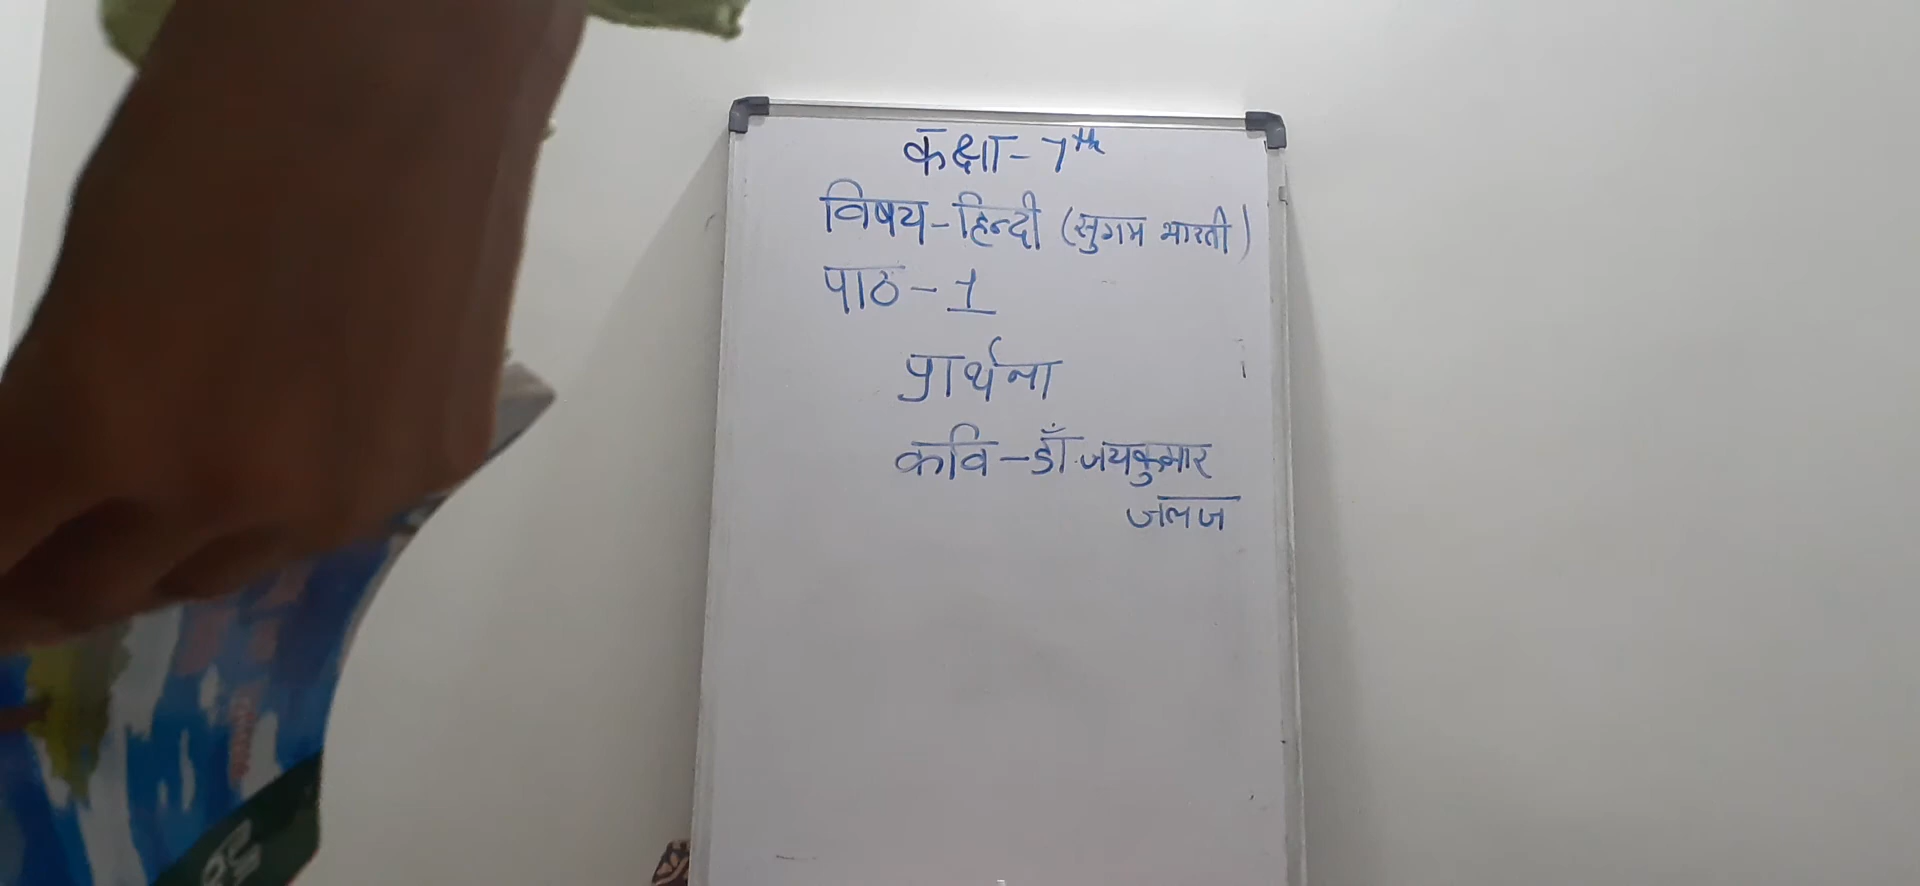 कक्षा - 7th
विषय - हिन्दी (सुगम भारती)
पाठ - 1
प्रार्थना
कवि - डॉ. जयकुमार
जलज